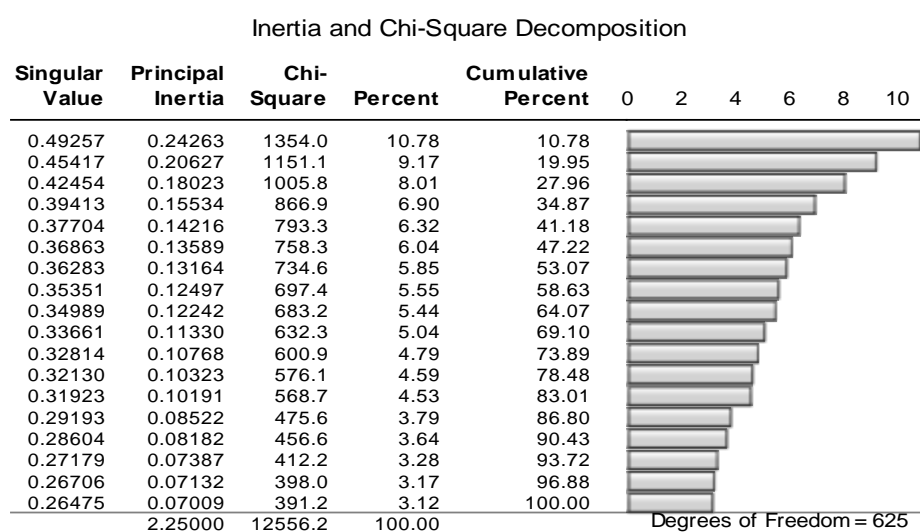 Inertia and Chi-Square Decomposition
Singular Value Principal Inertia Chi-Square Percent Cumulative Percent 0 2 4 6 8 10
0.49257 0.24263 1354.0 10.78 10.78
0.45417 0.20627 1151.1 9.17 19.95
0.42454 0.18023 1005.8 8.01 27.96
0.39413 0.15534 866.9 6.90 34.87
0.37704 0.14216 793.3 6.32 41.18
0.36863 0.13589 758.3 6.04 47.22
0.36283 0.13164 734.6 5.85 53.07
0.35351 0.12497 697.4 5.55 58.63
0.34989 0.12242 683.2 5.44 64.07
0.33661 0.11330 632.3 5.04 69.10
0.32814 0.10768 600.9 4.79 73.89
0.32130 0.10323 576.1 4.59 78.48
0.31923 0.10191 568.7 4.53 83.01
0.29193 0.08522 475.6 3.79 86.80
0.28604 0.08182 456.6 3.64 90.43
0.27179 0.07387 412.2 3.28 93.72
0.26706 0.07132 398.0 3.17 96.88
0.26475 0.07009 391.2 3.12 100.00
2.25000 12556.2 100.00 Degrees of Freedom = 625